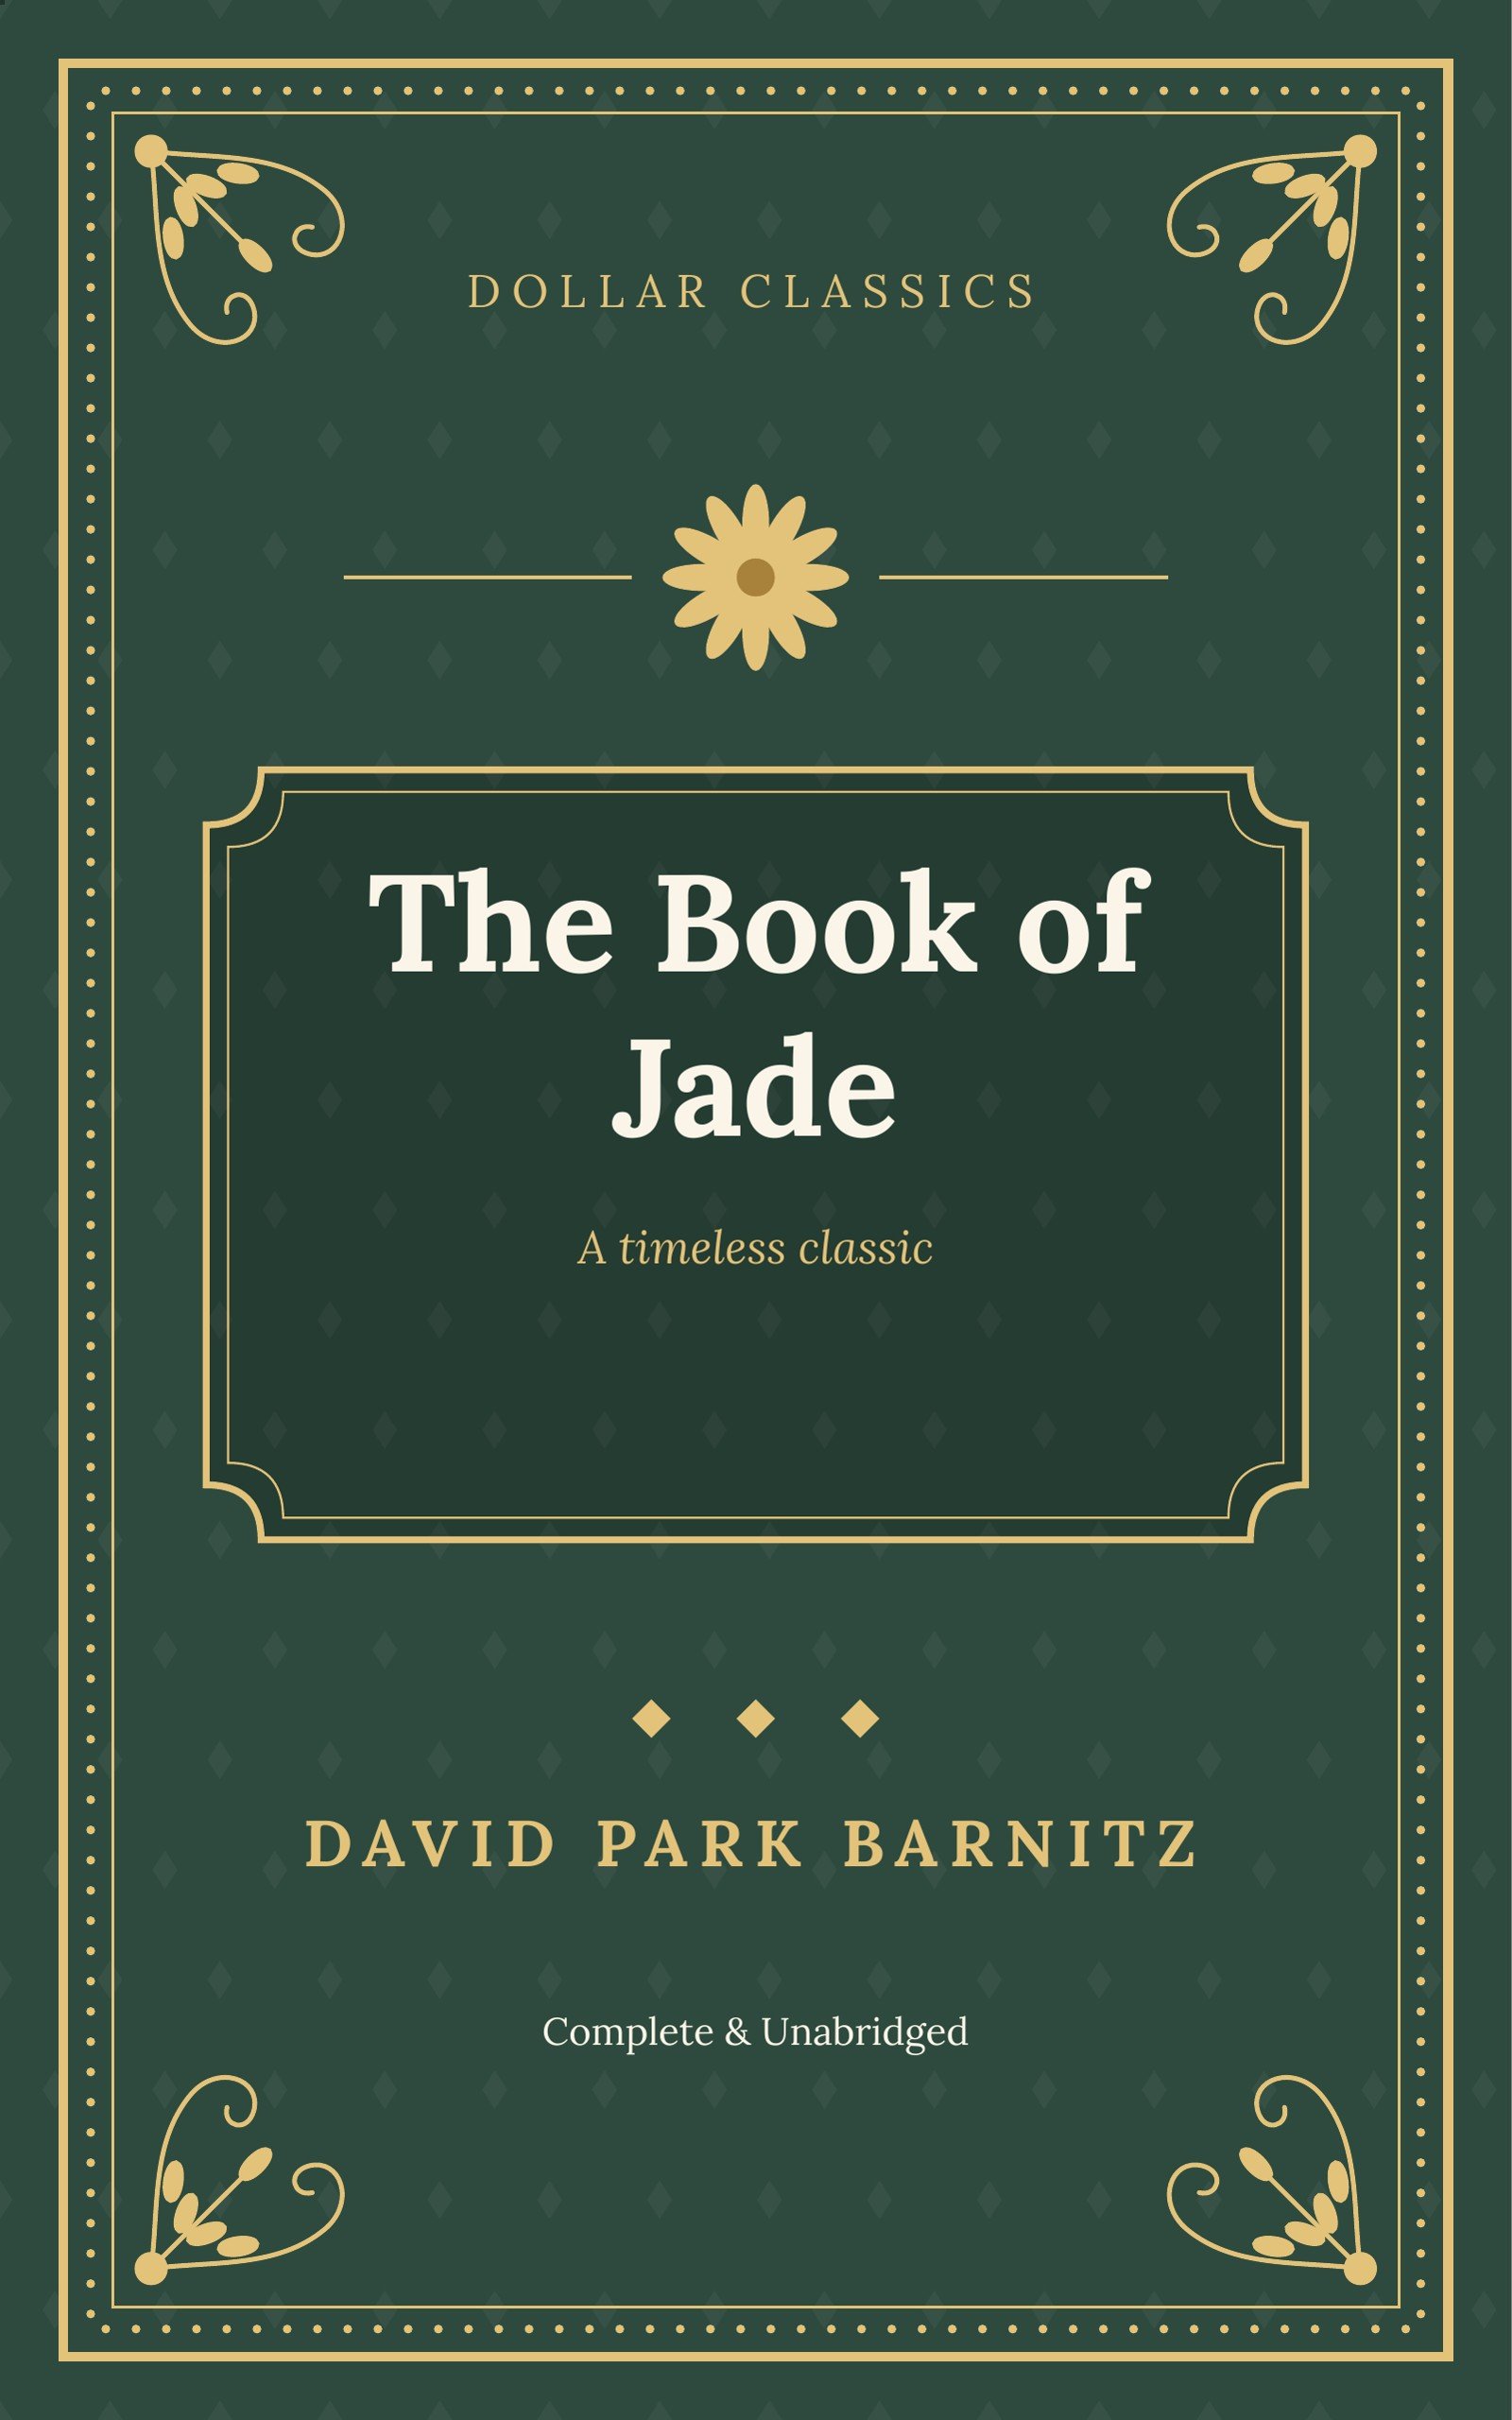 DOLLAR CLASSICS
The Book of
Jade
A timeless classic
DAVID PARK BARNITZ
Complete & Unabridged